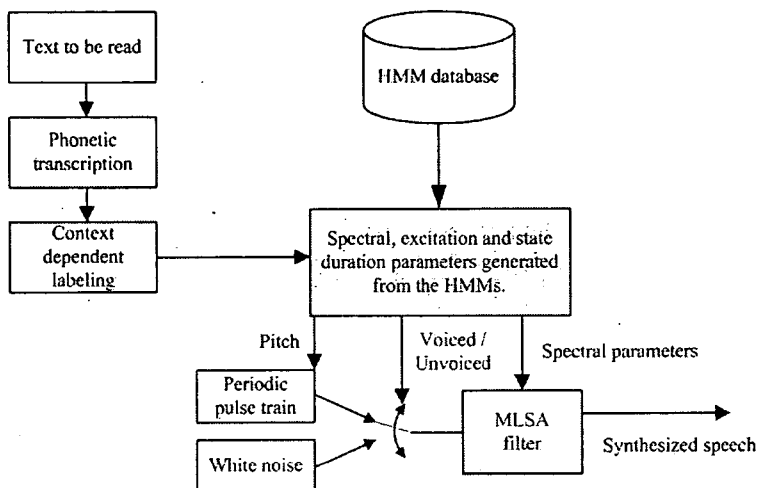 Text to be read
HMM database
Phonetic
transcription
Context
dependent
labeling
Spectral, excitation and state
duration parameters generated
from the HMMs.
Pitch
Voiced /
Unvoiced
Spectral parameters
Periodic
pulse train
White noise
MLSA
filter
Synthesized speech